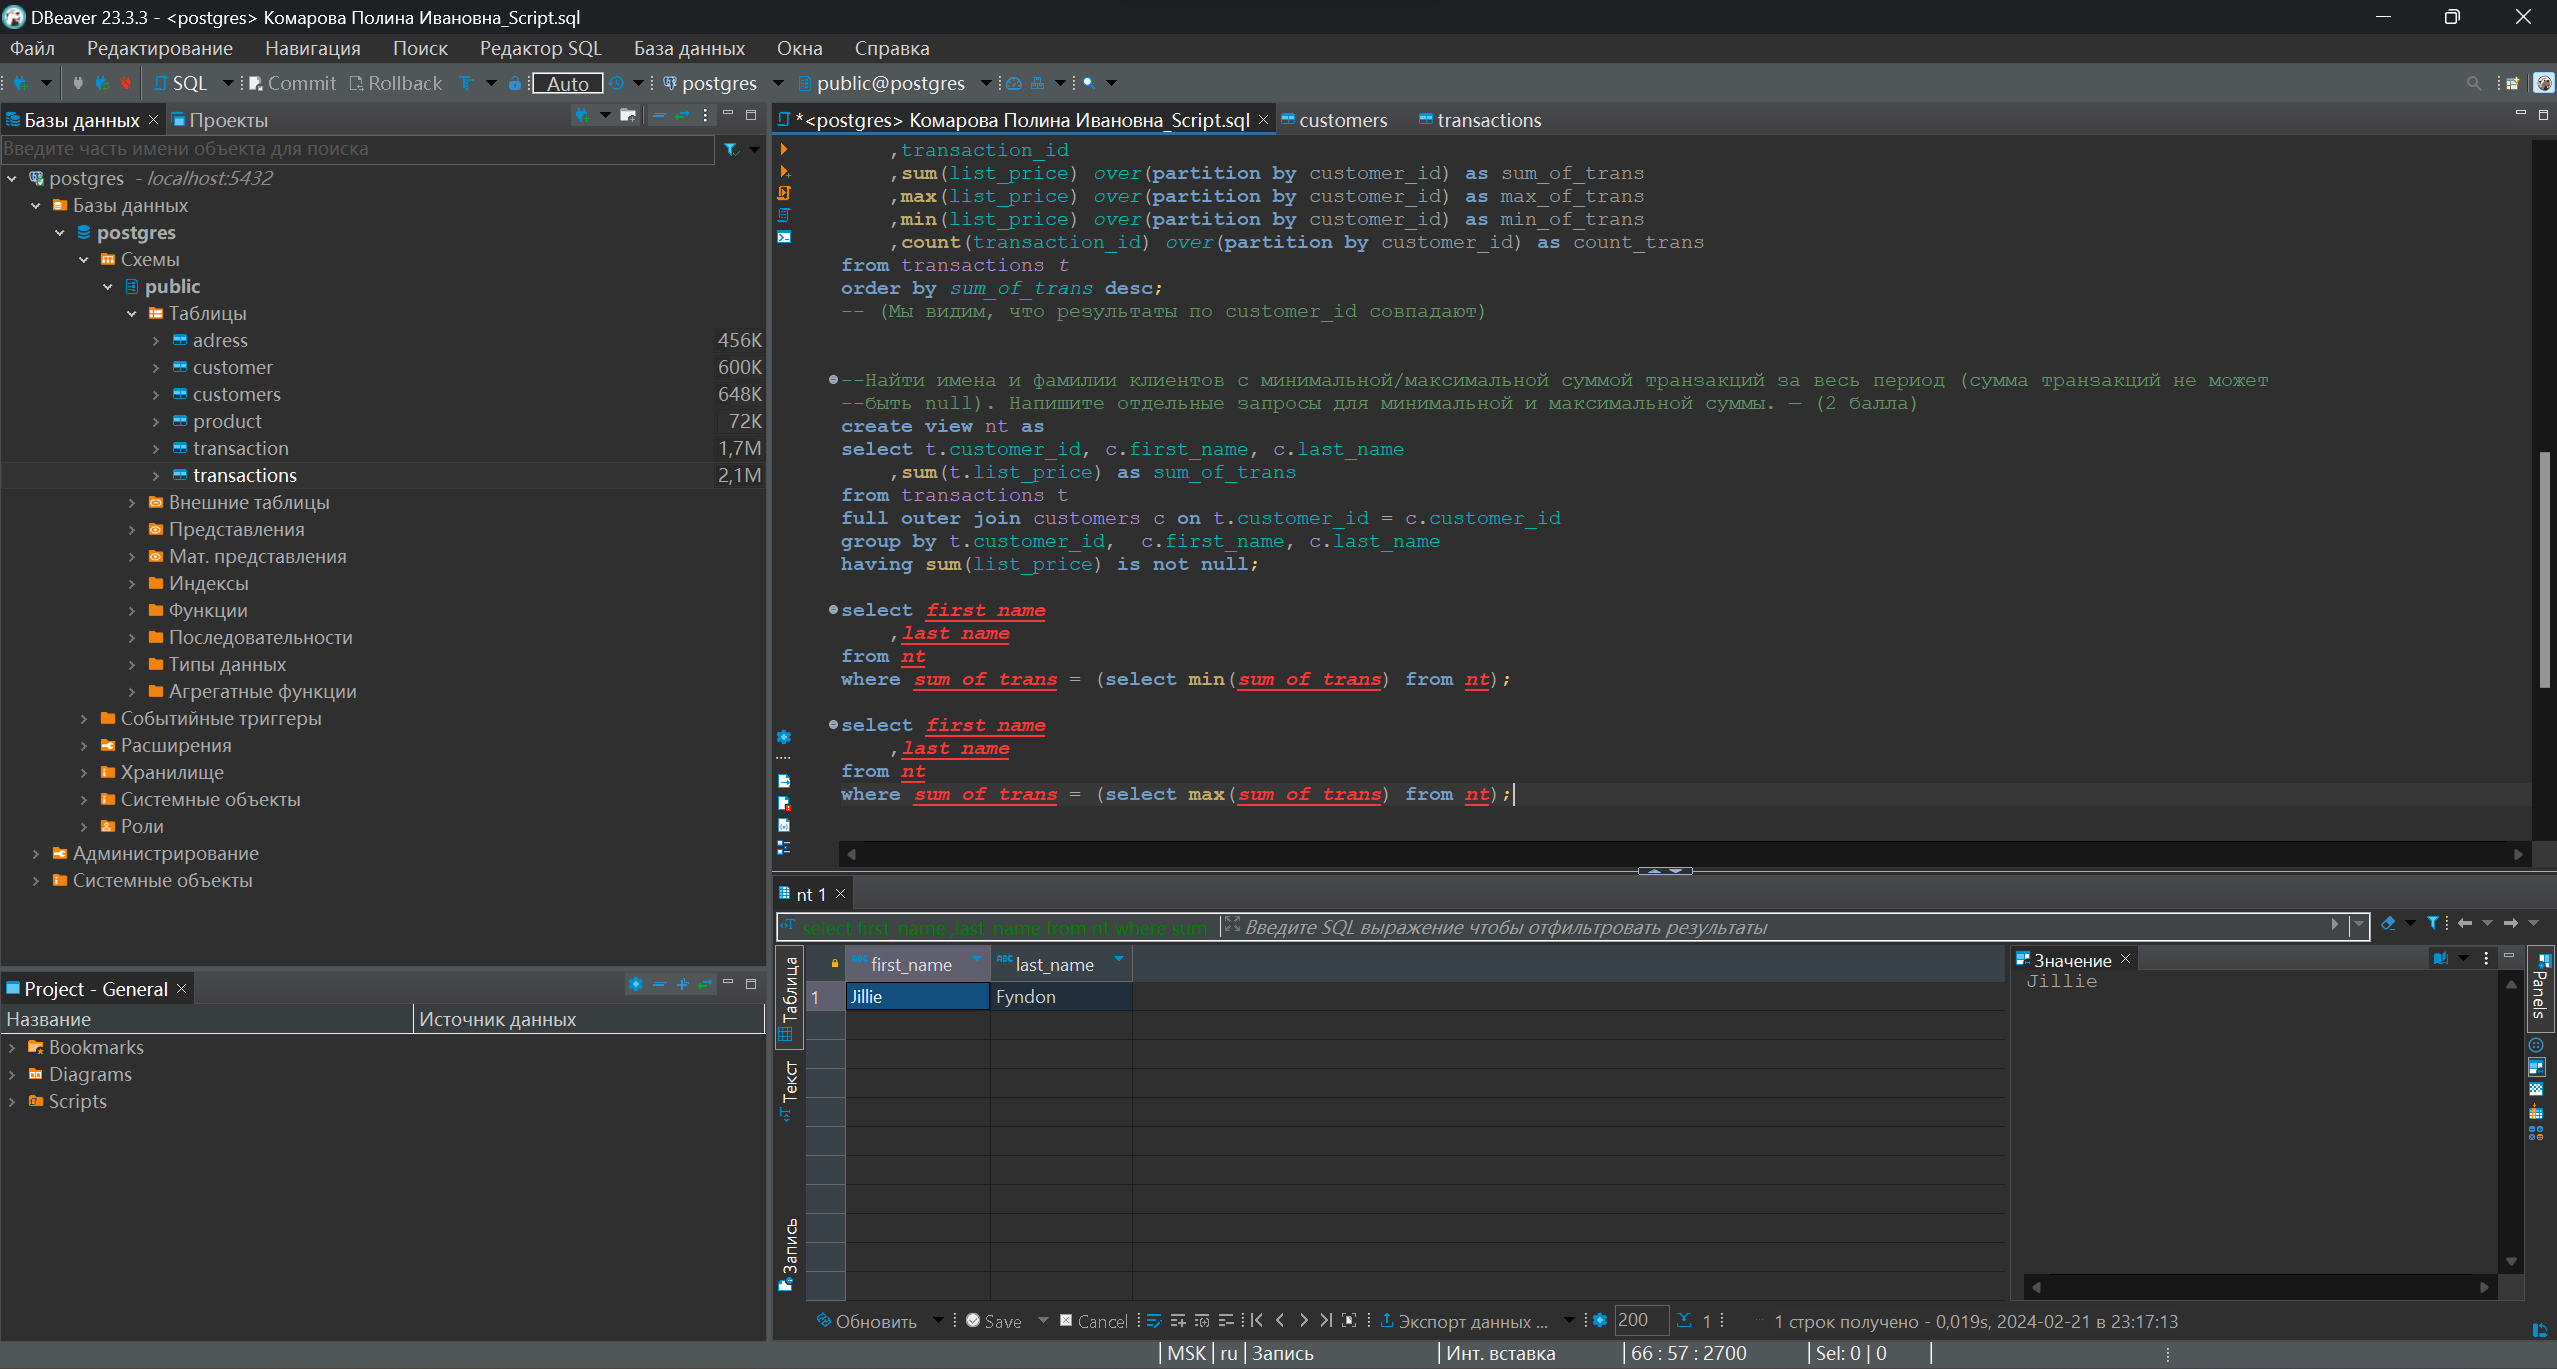 DBeaver 23.3.3 - <postgres> Комарова Полина Ивановна_Script.sql
Файл Редактирование Навигация Поиск Редактор SQL База данных Окна Справка
SQL Commit Rollback Auto postgres public@postgres
Базы данных Проекты
Введите часть имени объекта для поиска
postgres - localhost:5432
Базы данных
postgres
Схемы
public
Таблицы
adress 456K
customer 600K
customers 648K
product 72K
transaction 1,7M
transactions 2,1M
Внешние таблицы
Представления
Мат. представления
Индексы
Функции
Последовательности
Типы данных
Агрегатные функции
Событийные триггеры
Расширения
Хранилище
Системные объекты
Роли
Администрирование
Системные объекты
Project - General
Название Источник данных
Bookmarks
Diagrams
Scripts
*<postgres> Комарова Полина Ивановна_Script.sql customers transactions
,transaction_id
,sum(list_price) over(partition by customer_id) as sum_of_trans
,max(list_price) over(partition by customer_id) as max_of_trans
,min(list_price) over(partition by customer_id) as min_of_trans
,count(transaction_id) over(partition by customer_id) as count_trans
from transactions t
order by sum_of_trans desc;
-- (Мы видим, что результаты по customer_id совпадают)
--Найти имена и фамилии клиентов с минимальной/максимальной суммой транзакций за весь период (сумма транзакций не может
--быть null). Напишите отдельные запросы для минимальной и максимальной суммы. — (2 балла)
create view nt as
select t.customer_id, c.first_name, c.last_name
,sum(t.list_price) as sum_of_trans
from transactions t
full outer join customers c on t.customer_id = c.customer_id
group by t.customer_id, c.first_name, c.last_name
having sum(list_price) is not null;
select first_name
,last_name
from nt
where sum_of_trans = (select min(sum_of_trans) from nt);
select first_name
,last_name
from nt
where sum_of_trans = (select max(sum_of_trans) from nt);
nt 1
select first_name ,last_name from nt where sum Введите SQL выражение чтобы отфильтровать результаты
Таблица
Текст
Запись
first_name last_name
1 Jillie Fyndon
Значение
Jillie
Panels
Обновить Save Cancel Экспорт данных ... 200 1 1 строк получено - 0,019s, 2024-02-21 в 23:17:13
MSK ru Запись Инт. вставка 66 : 57 : 2700 Sel: 0 | 0